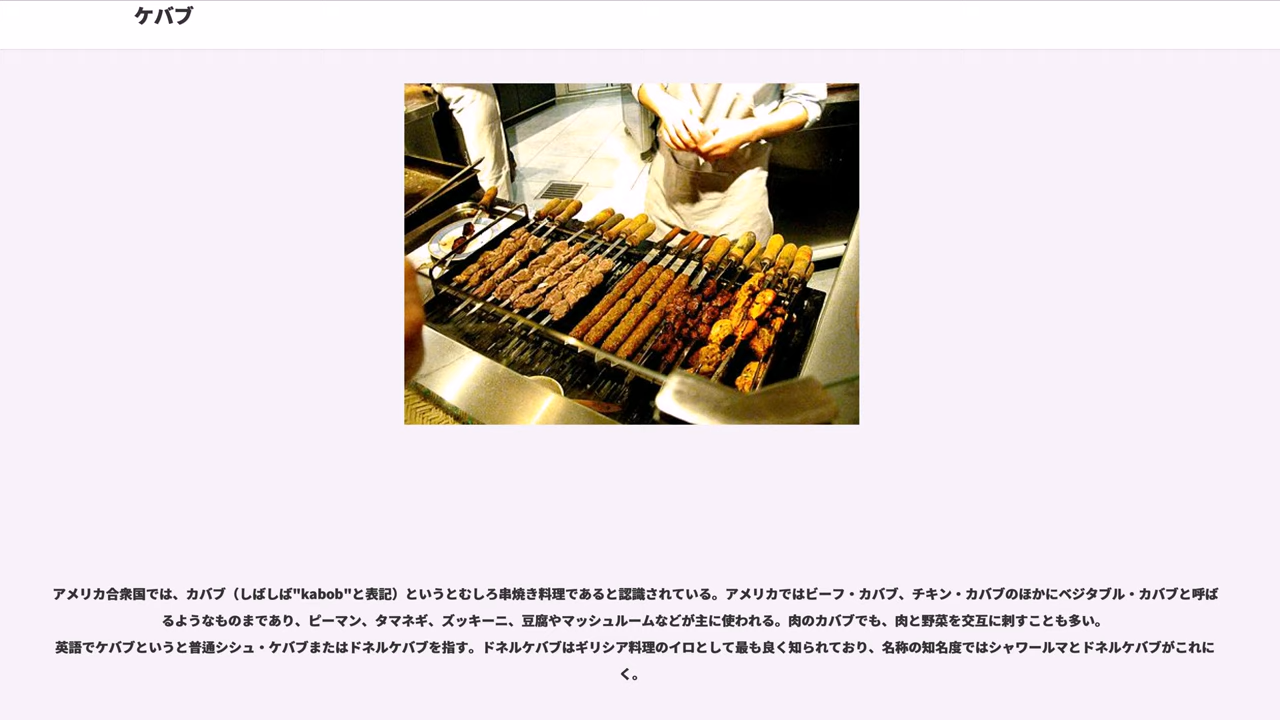 ケバブ
アメリカ合衆国では、カバブ（しばしば"kabob"と表記）というとむしろ串焼き料理であると認識されている。アメリカではビーフ・カバブ、チキン・カバブのほかにベジタブル・カバブと呼ば
るようなものまであり、ピーマン、タマネギ、ズッキーニ、豆腐やマッシュルームなどが主に使われる。肉のカバブでも、肉と野菜を交互に刺すことも多い。
英語でケバブというと普通シシュ・ケバブまたはドネルケバブを指す。ドネルケバブはギリシア料理のイロとして最も良く知られており、名称の知名度ではシャワールマとドネルケバブがこれに
く。